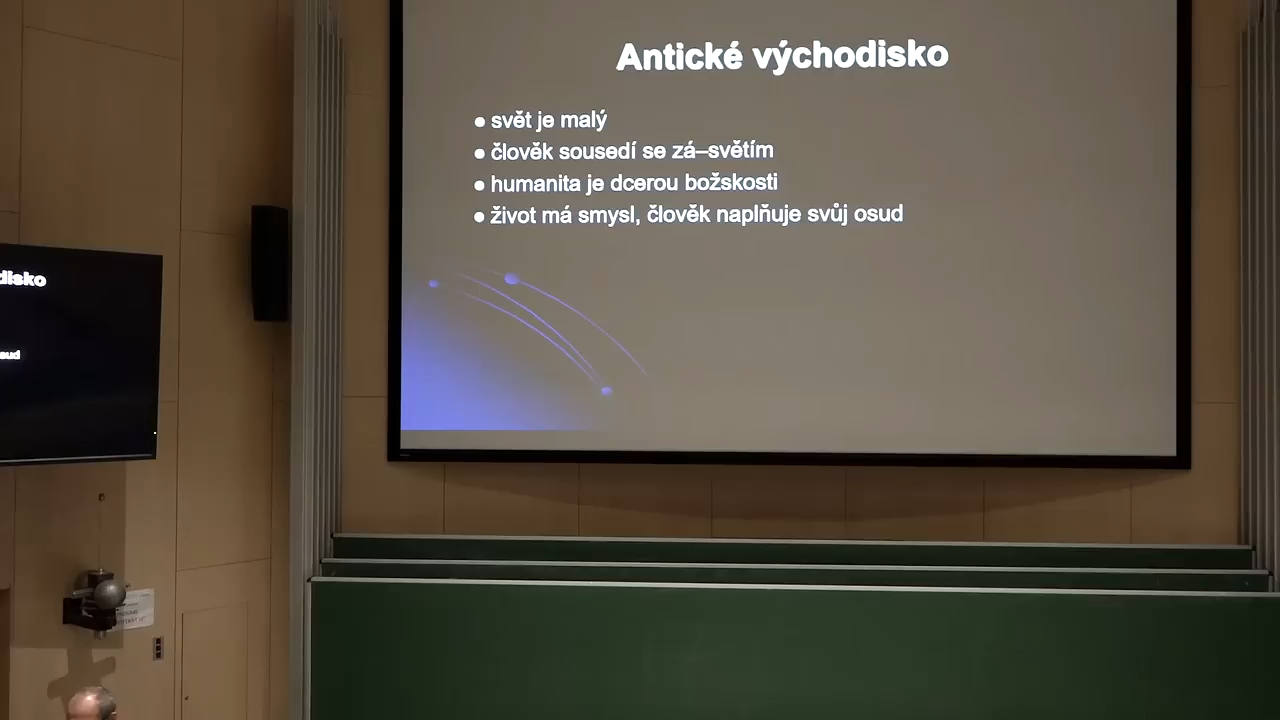 Antické východisko
● svět je malý
● člověk sousedí se zá–světím
● humanita je dcerou božskosti
● život má smysl, člověk naplňuje svůj osud
disko
sud